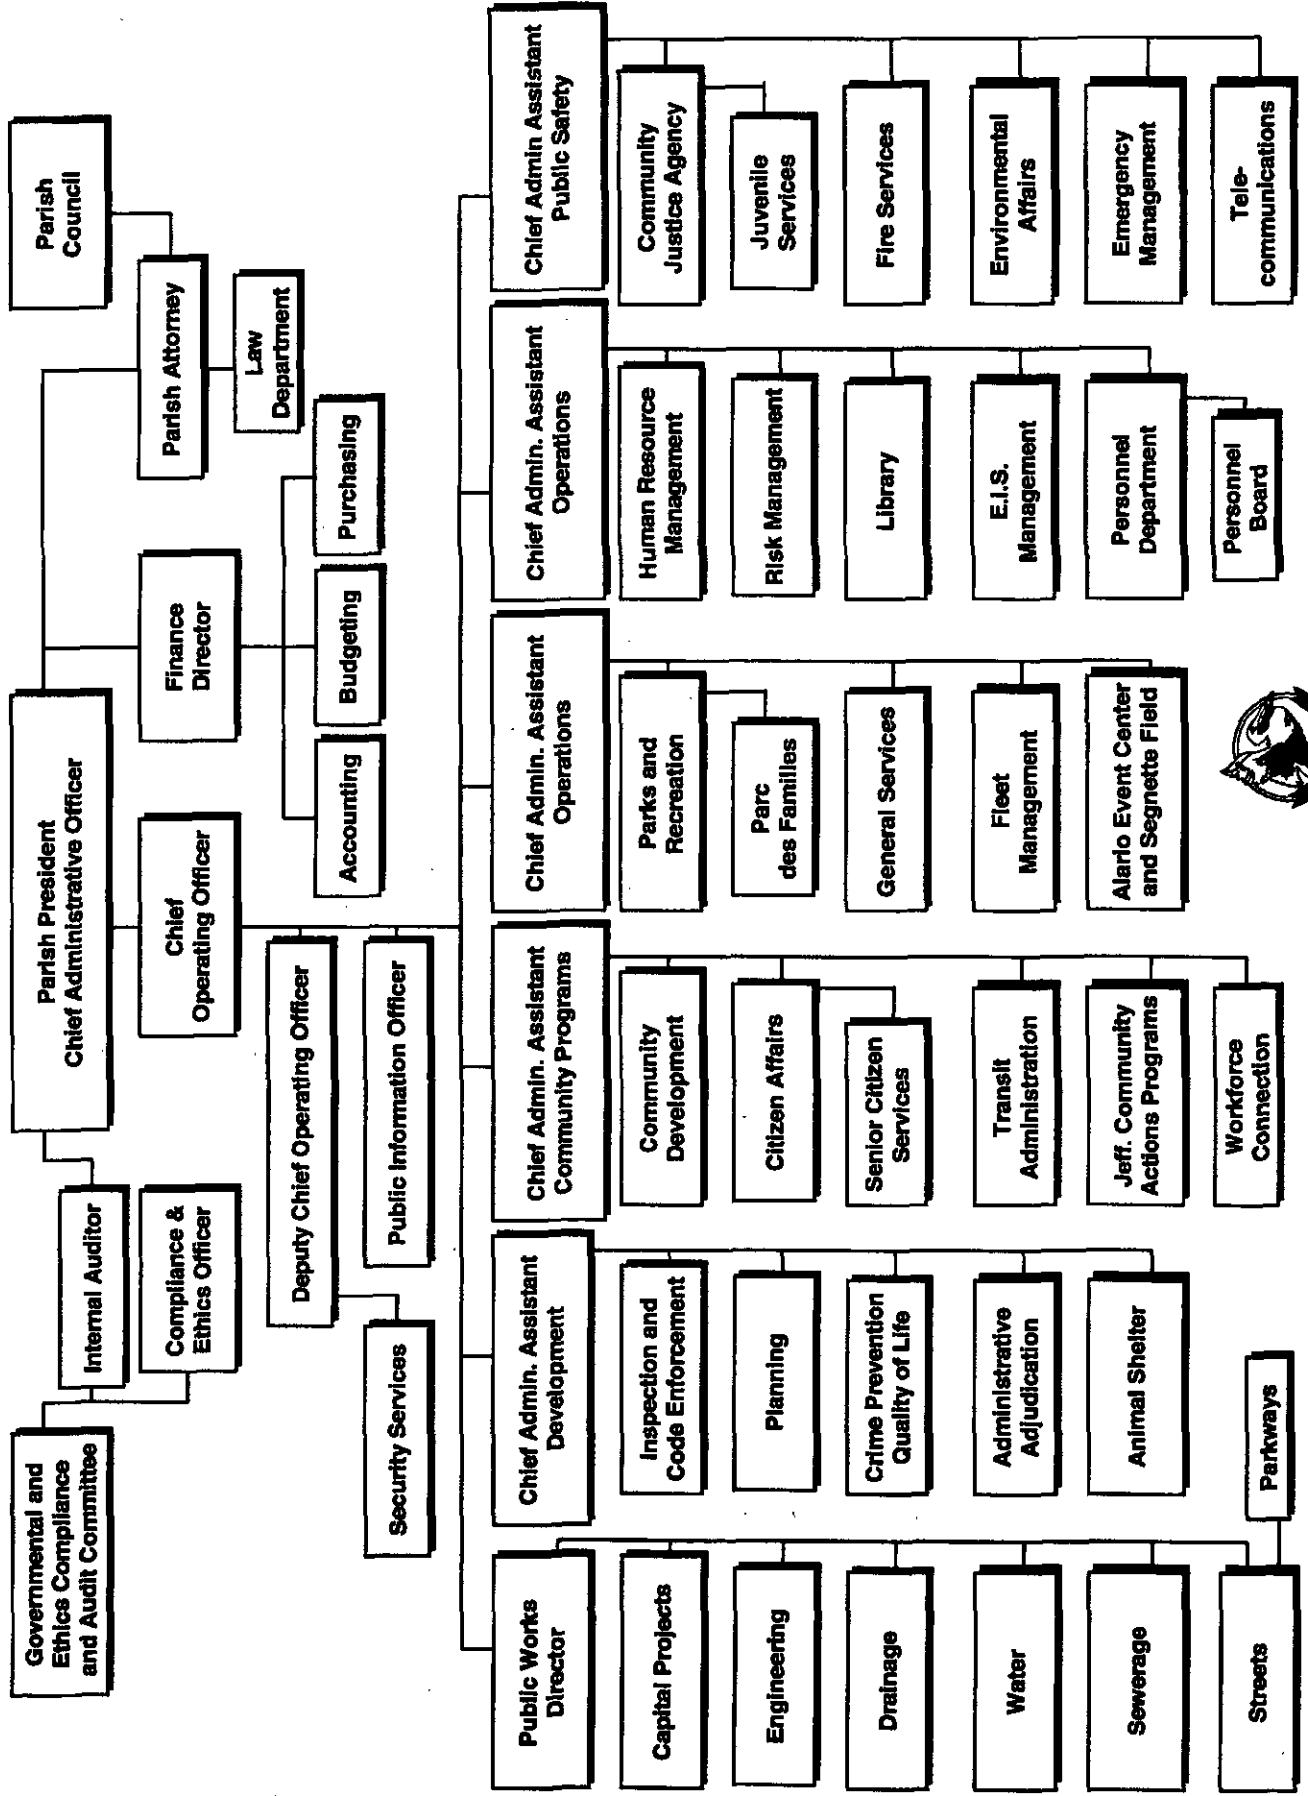 Parish President
Chief Administrative Officer
Parish
Council
Governmental and
Ethics Compliance
and Audit Committee
Internal Auditor
Compliance &
Ethics Officer
Chief
Operating Officer
Finance
Director
Parish Attorney
Law
Department
Accounting
Budgeting
Purchasing
Deputy Chief Operating Officer
Public Information Officer
Security Services
Public Works
Director
Capital Projects
Engineering
Drainage
Water
Sewerage
Streets
Parkways
Chief Admin. Assistant
Development
Inspection and
Code Enforcement
Planning
Crime Prevention
Quality of Life
Administrative
Adjudication
Animal Shelter
Chief Admin. Assistant
Community Programs
Community
Development
Citizen Affairs
Senior Citizen
Services
Transit
Administration
Jeff. Community
Actions Programs
Workforce
Connection
Chief Admin. Assistant
Operations
Parks and
Recreation
Parc
des Familles
General Services
Fleet
Management
Alario Event Center
and Segnette Field
Chief Admin. Assistant
Operations
Human Resource
Management
Risk Management
Library
E.I.S.
Management
Personnel
Department
Personnel
Board
Chief Admin Assistant
Public Safety
Community
Justice Agency
Juvenile
Services
Fire Services
Environmental
Affairs
Emergency
Management
Tele-
communications